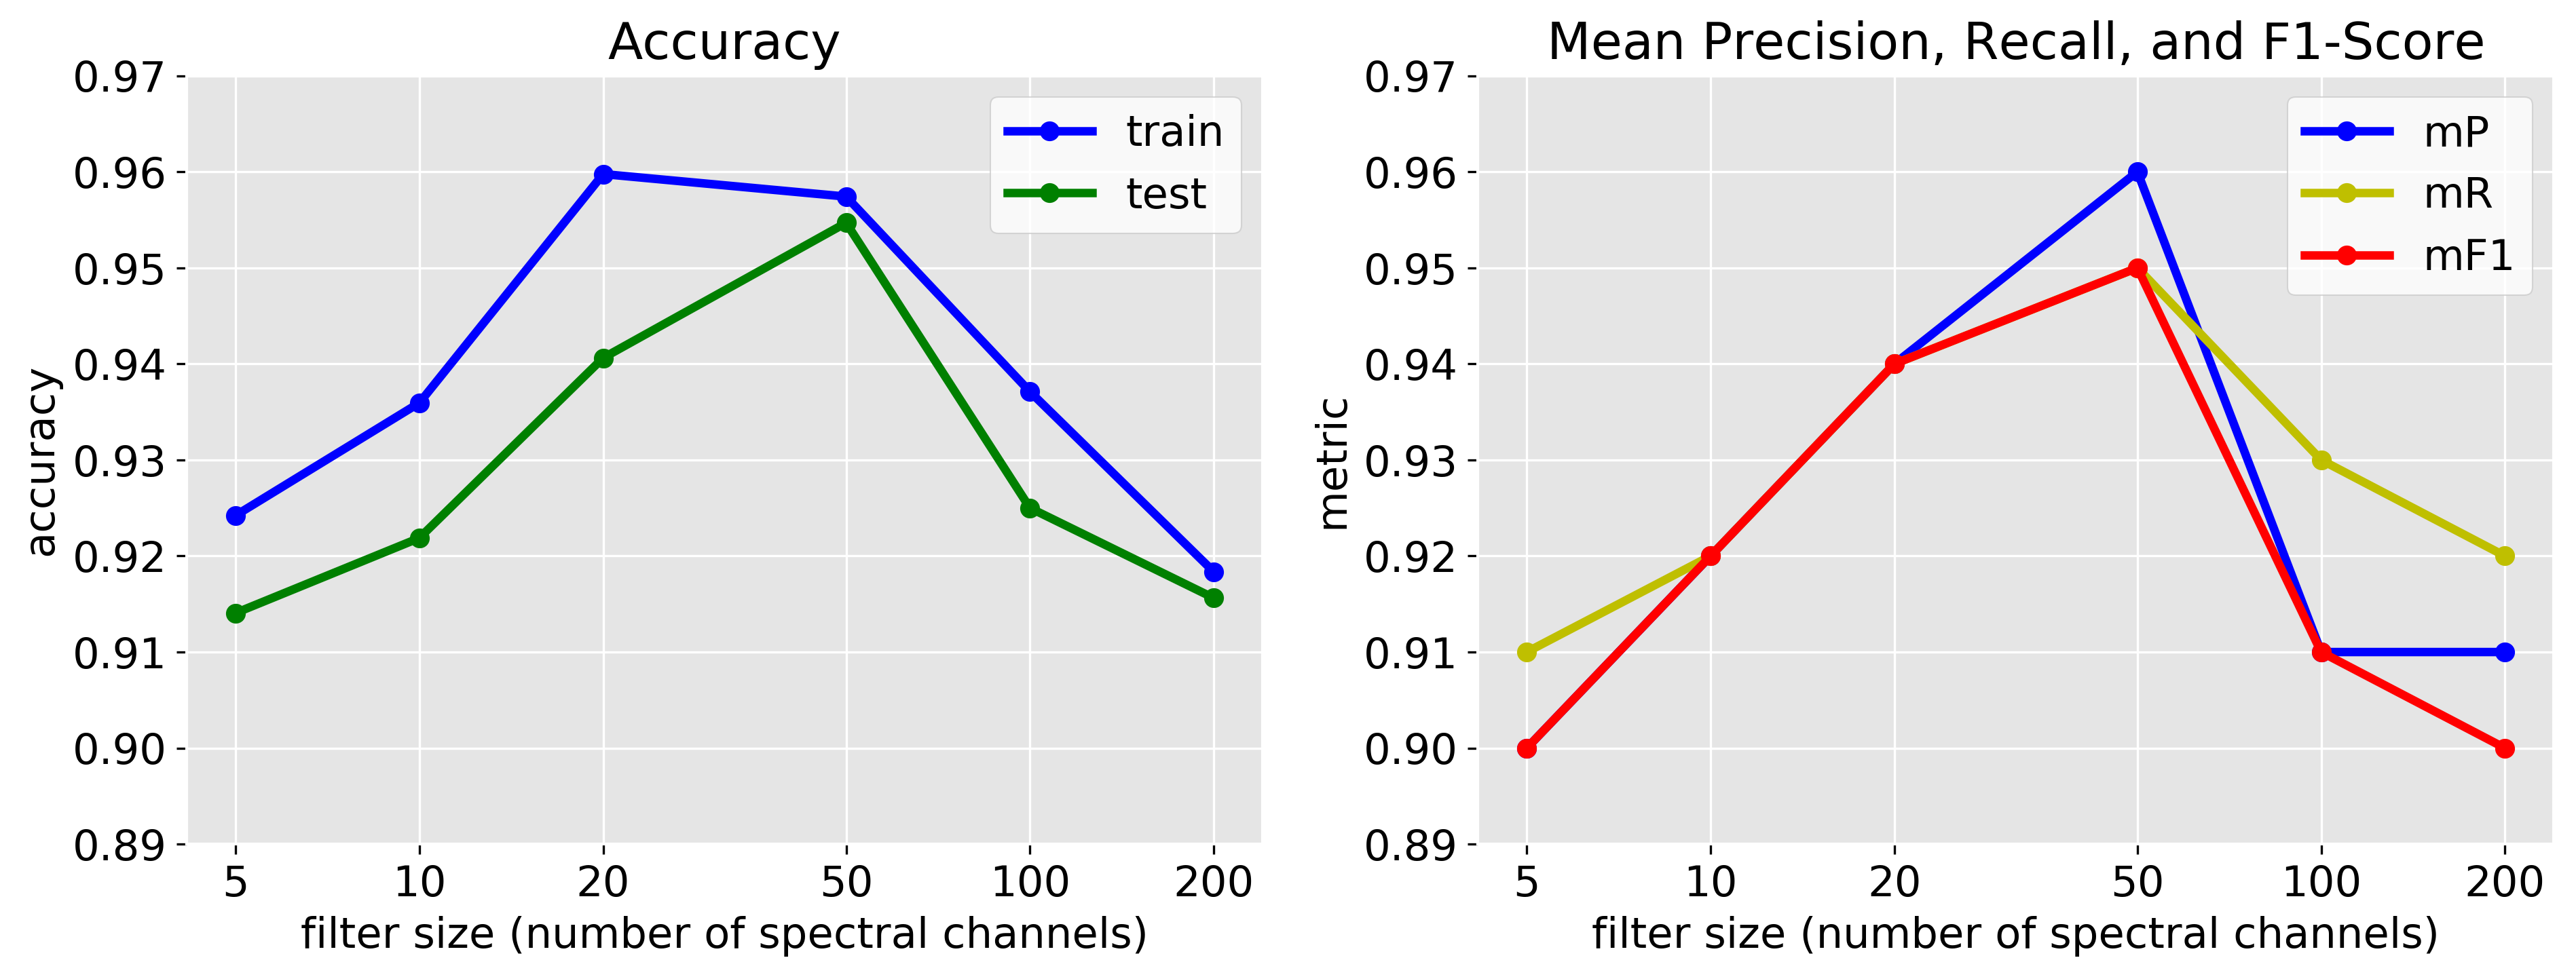 Accuracy
0.97
0.96
0.95
0.94
0.93
0.92
0.91
0.90
0.89
accuracy
train
test
5 10 20 50 100 200
filter size (number of spectral channels)
Mean Precision, Recall, and F1-Score
0.97
0.96
0.95
0.94
0.93
0.92
0.91
0.90
0.89
metric
mP
mR
mF1
5 10 20 50 100 200
filter size (number of spectral channels)